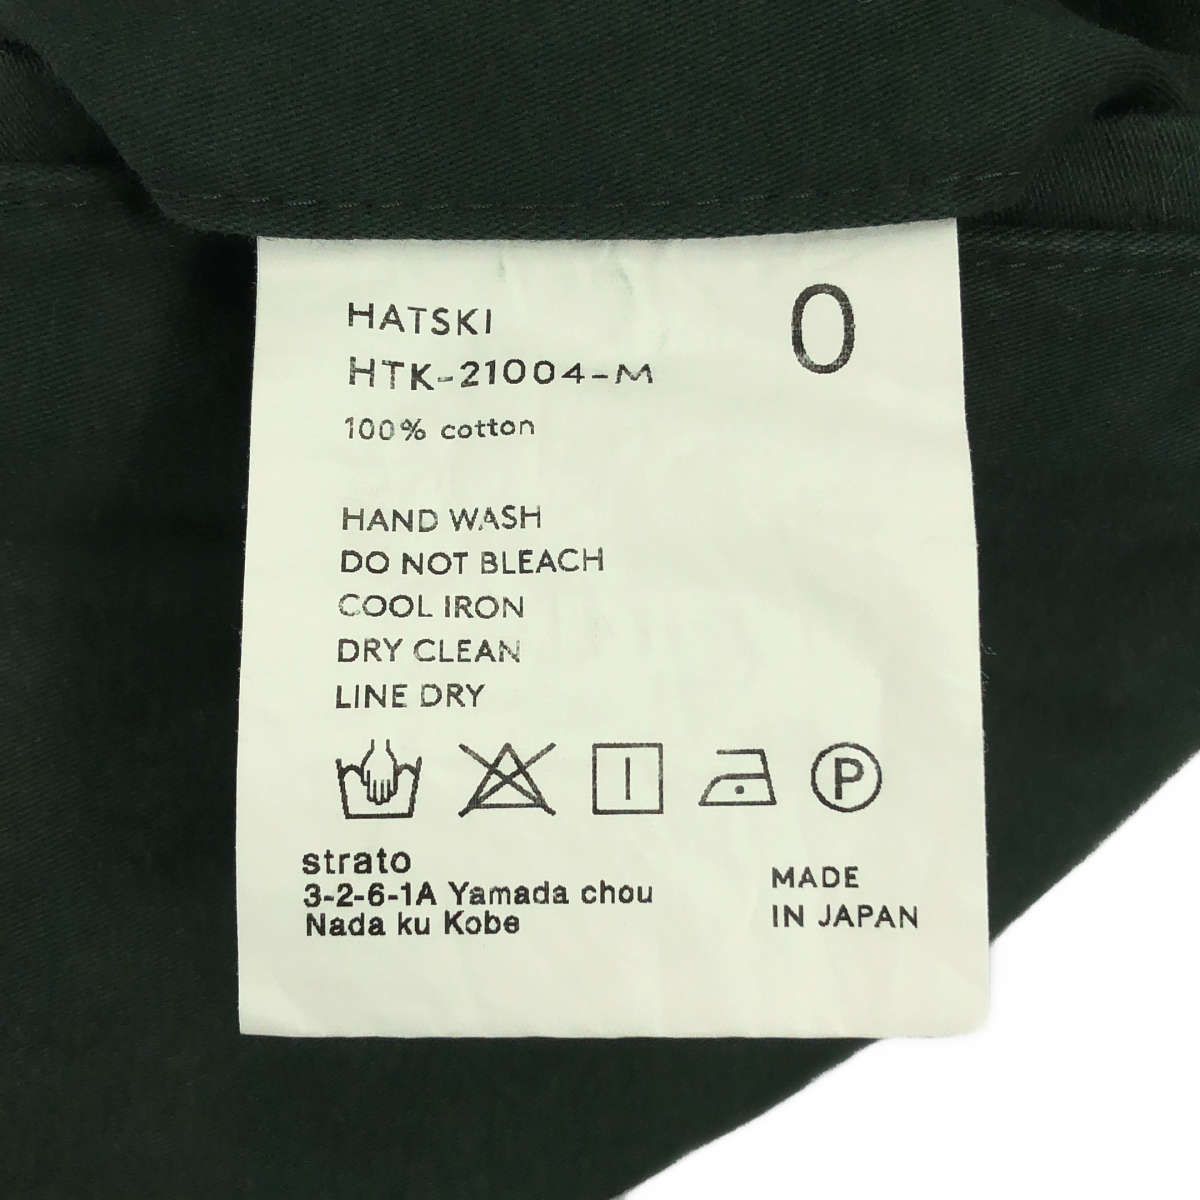 HATSKI
0
HTK-21004-M
100% cotton
HAND WASH
DO NOT BLEACH
COOL IRON
DRY CLEAN
LINE DRY
P
strato
3-2-6-1A Yamada chou
Nada ku Kobe
MADE
IN JAPAN